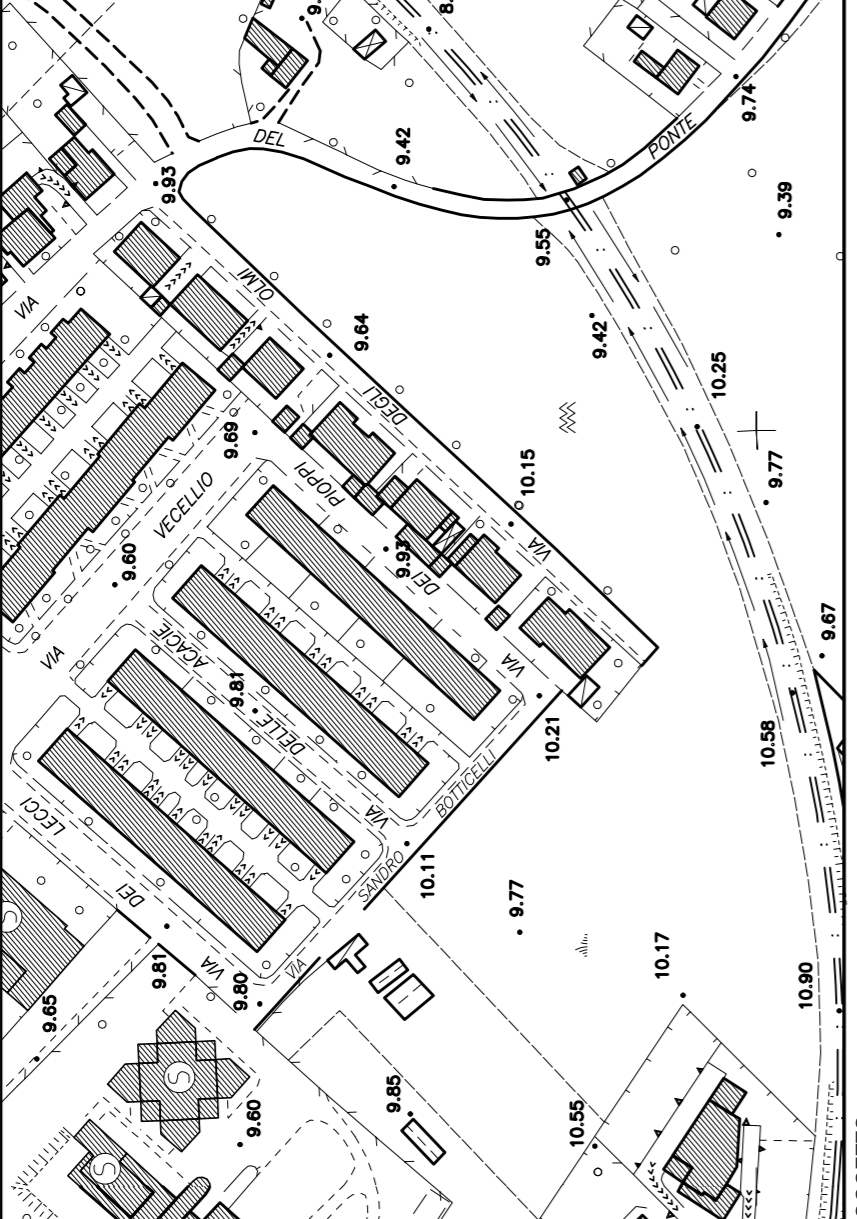 9.42
DEL
PONTE
9.74
9.93
9.39
9.55
VIA DEGLI OLMI
9.64
9.42
10.25
9.77
10.15
9.67
VIA VECELLIO
9.69
9.60
VIA DEI PIOPPI
9.93
10.21
VIA DELLE ACACIE
9.81
VIA SANDRO BOTTICELLI
10.11
10.58
9.77
VIA DEI LECCI
9.81
9.80
9.65
S
S
S
9.60
9.85
10.17
10.55
10.90